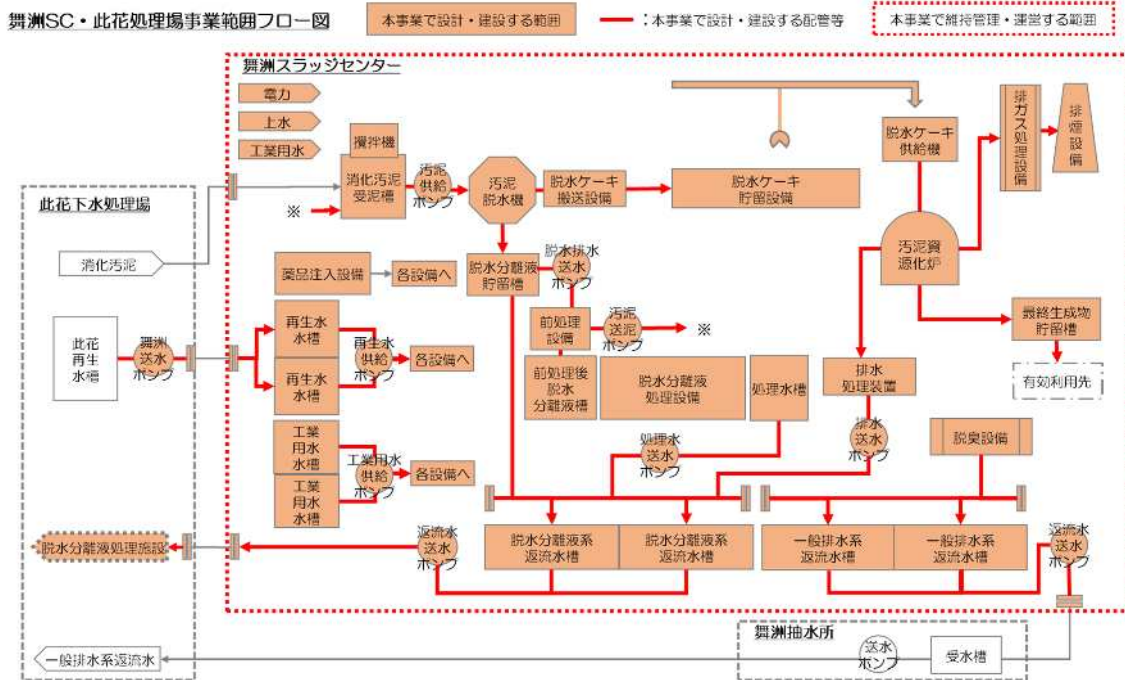 舞洲SC・此花処理場事業範囲フロー図
本事業で設計・建設する範囲
：本事業で設計・建設する配管等
本事業で維持管理・運営する範囲
舞洲スラッジセンター
電力
上水
工業用水
攪拌機
消化汚泥
受泥槽
汚泥
供給
ポンプ
汚泥
脱水機
脱水ケーキ
搬送設備
脱水ケーキ
貯留設備
脱水ケーキ
供給機
排ガス処理設備
排煙設備
※
此花下水処理場
消化汚泥
薬品注入設備
各設備へ
脱水分離液
貯留槽
脱水排水
送水
ポンプ
汚泥資
源化炉
此花
再生
水槽
舞洲
送水
ポンプ
再生水
水槽
再生水
水槽
再生水
供給
ポンプ
各設備へ
前処理
設備
汚泥
送泥
ポンプ
※
最終生成物
貯留槽
有効利用先
前処理後
脱水
分離液槽
脱水分離液
処理設備
処理水槽
排水
処理装置
工業
用水
水槽
工業
用水
水槽
工業用水
供給
ポンプ
各設備へ
処理水
送水
ポンプ
排水
送水
ポンプ
脱臭設備
脱水分離液処理施設
返流水
送水
ポンプ
脱水分離液系
返流水槽
脱水分離液系
返流水槽
一般排水系
返流水槽
一般排水系
返流水槽
返流水
送水
ポンプ
舞洲抽水所
一般排水系返流水
送水
ポンプ
受水槽